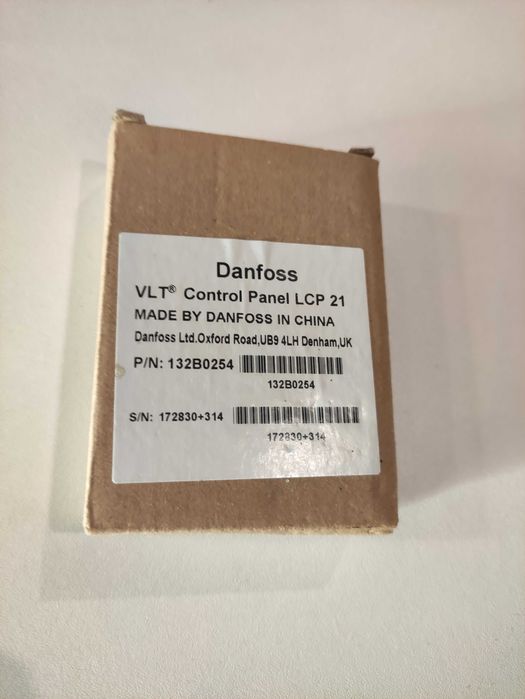 Danfoss
VLT® Control Panel LCP 21
MADE BY DANFOSS IN CHINA
Danfoss Ltd.Oxford Road,UB9 4LH Denham,UK
P/N: 132B0254
132B0254
S/N: 172830+314
172830+314